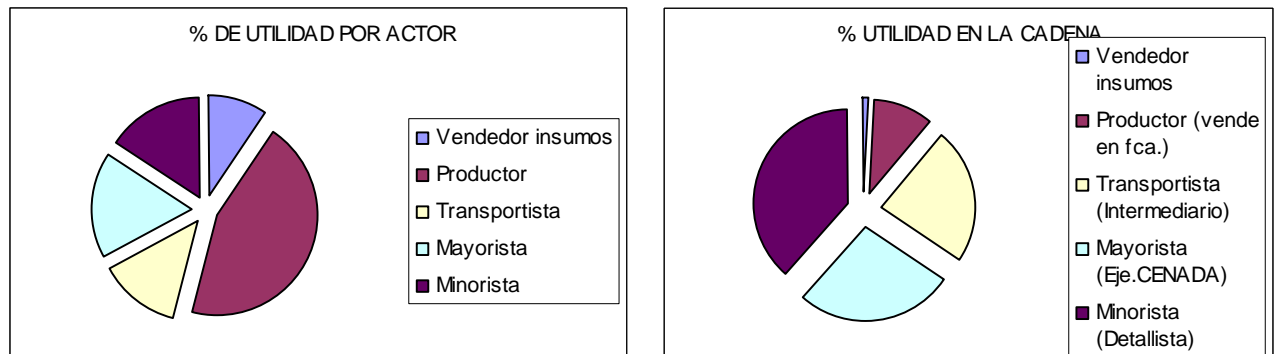 % DE UTILIDAD POR ACTOR
Vendedor insumos
Productor
Transportista
Mayorista
Minorista
% UTILIDAD EN LA CADENA
Vendedor
insumos
Productor (vende
en fca.)
Transportista
(Intermediario)
Mayorista
(Eje.CENADA)
Minorista
(Detallista)